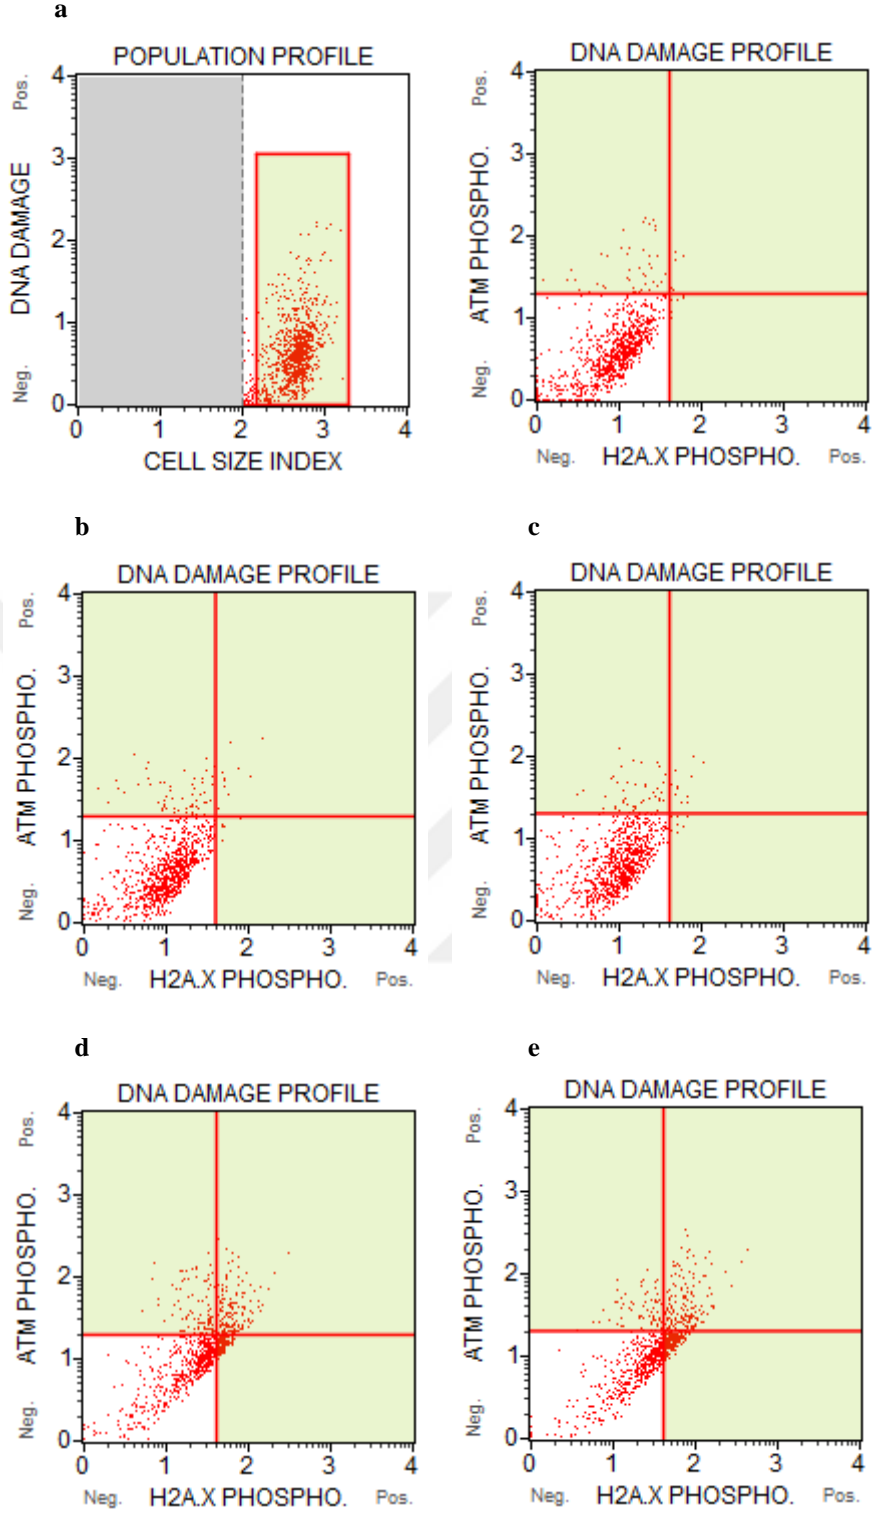 a
POPULATION PROFILE
DNA DAMAGE
Neg. Pos.
4
3
2
1
0
0 1 2 3 4
CELL SIZE INDEX
DNA DAMAGE PROFILE
ATM PHOSPHO.
Neg. Pos.
4
3
2
1
0
0 1 2 3 4
Neg. H2A.X PHOSPHO. Pos.
b
DNA DAMAGE PROFILE
ATM PHOSPHO.
Neg. Pos.
4
3
2
1
0
0 1 2 3 4
Neg. H2A.X PHOSPHO. Pos.
c
DNA DAMAGE PROFILE
ATM PHOSPHO.
Neg. Pos.
4
3
2
1
0
0 1 2 3 4
Neg. H2A.X PHOSPHO. Pos.
d
DNA DAMAGE PROFILE
ATM PHOSPHO.
Neg. Pos.
4
3
2
1
0
0 1 2 3 4
Neg. H2A.X PHOSPHO. Pos.
e
DNA DAMAGE PROFILE
ATM PHOSPHO.
Neg. Pos.
4
3
2
1
0
0 1 2 3 4
Neg. H2A.X PHOSPHO. Pos.